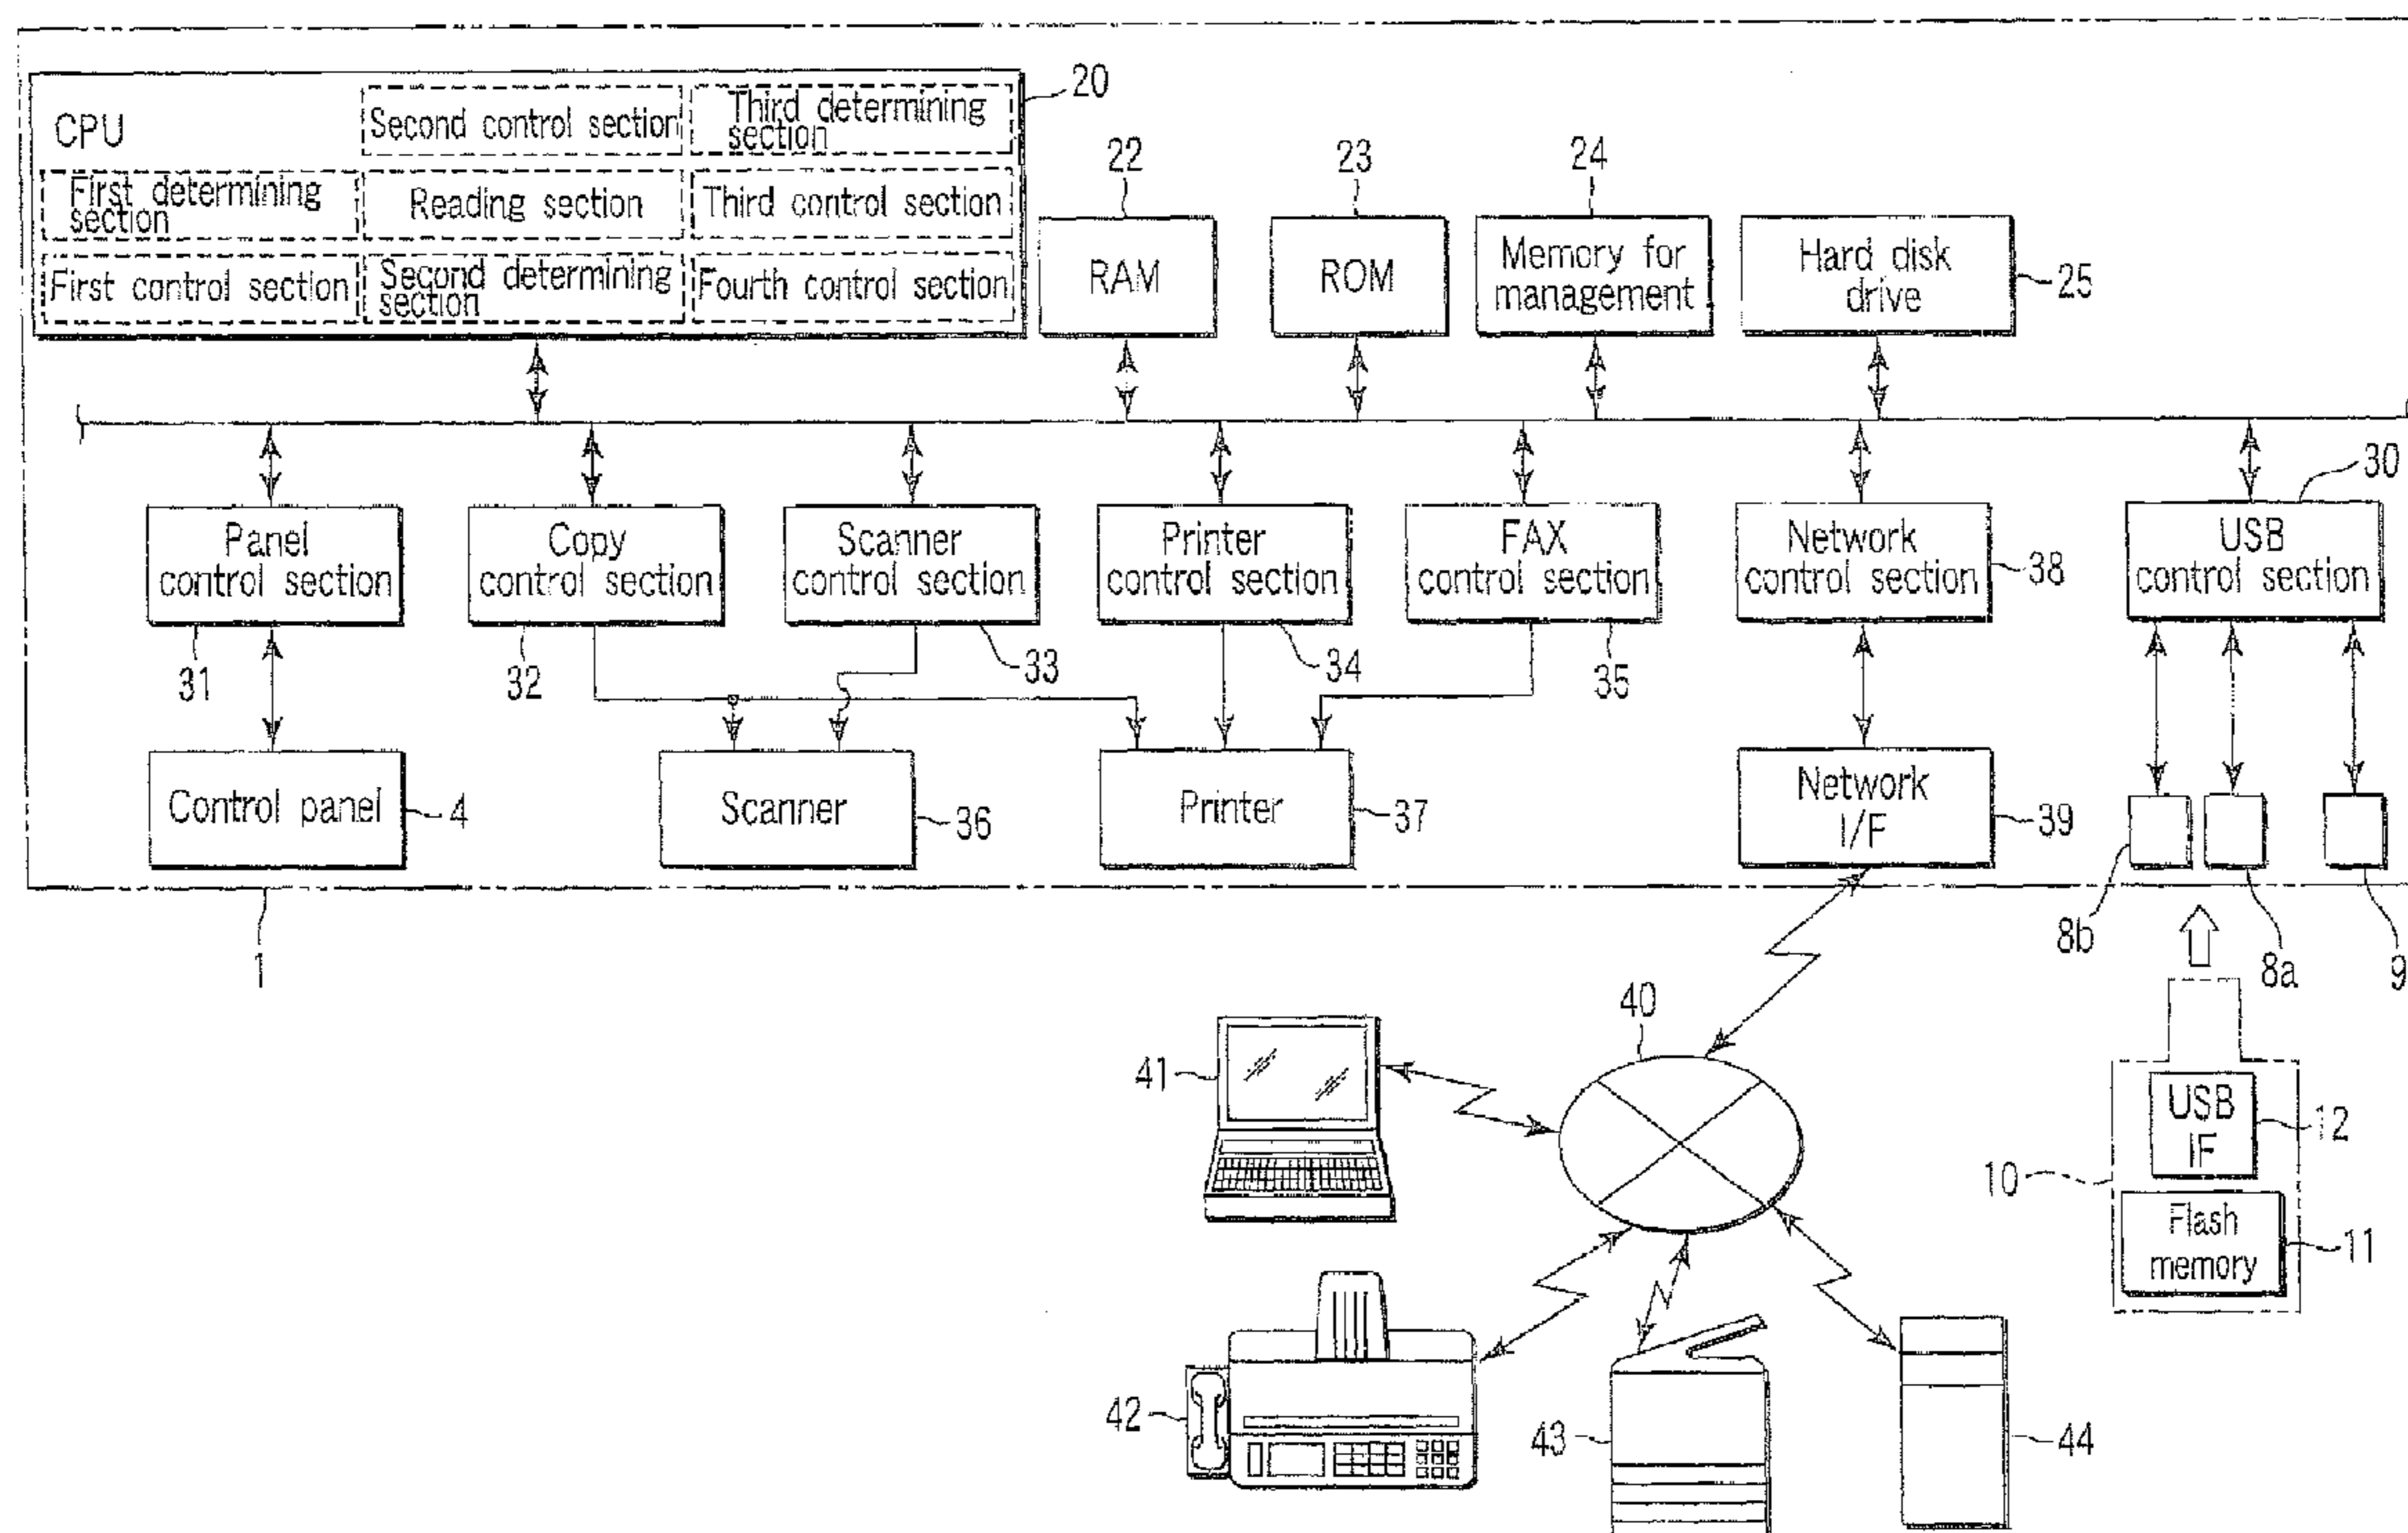 20
CPU
Second control section
Third determining
section
First determining
section
Reading section
Third control section
First control section
Second determining
section
Fourth control section
22
23
24
RAM
ROM
Memory for
management
Hard disk
drive
25
30
Panel
control section
Copy
control section
Scanner
control section
Printer
control section
FAX
control section
Network
control section
38
USB
control section
31
32
33
34
35
Control panel
4
Scanner
36
Printer
37
Network
I/F
39
8b
8a
9
1
40
41
USB
IF
12
10
Flash
memory
11
42
43
44